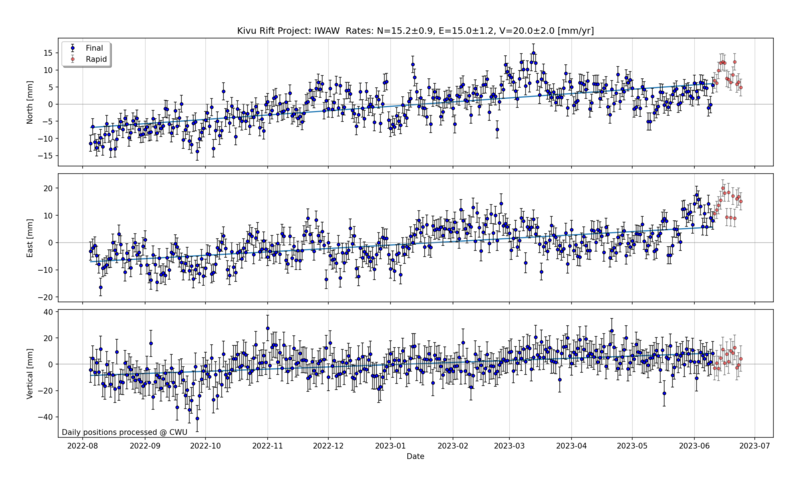 Kivu Rift Project: IWAW  Rates: N=15.2±0.9, E=15.0±1.2, V=20.0±2.0 [mm/yr]
Final
Rapid
North [mm]
15
10
5
0
−5
−10
−15
East [mm]
20
10
0
−10
−20
Vertical [mm]
40
20
0
−20
−40
Daily positions processed @ CWU
2022-08 2022-09 2022-10 2022-11 2022-12 2023-01 2023-02 2023-03 2023-04 2023-05 2023-06 2023-07
Date